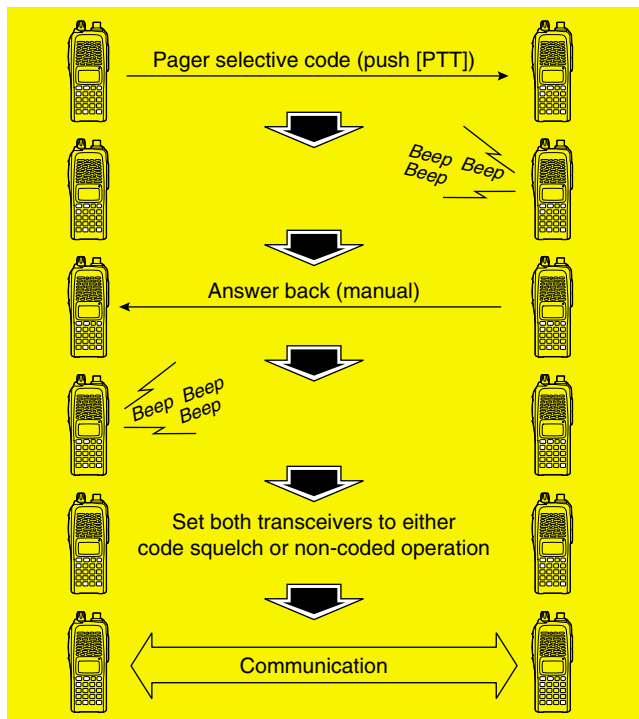 Pager selective code (push [PTT])
Beep Beep
Beep
Answer back (manual)
Beep Beep
Beep
Set both transceivers to either
code squelch or non-coded operation
Communication